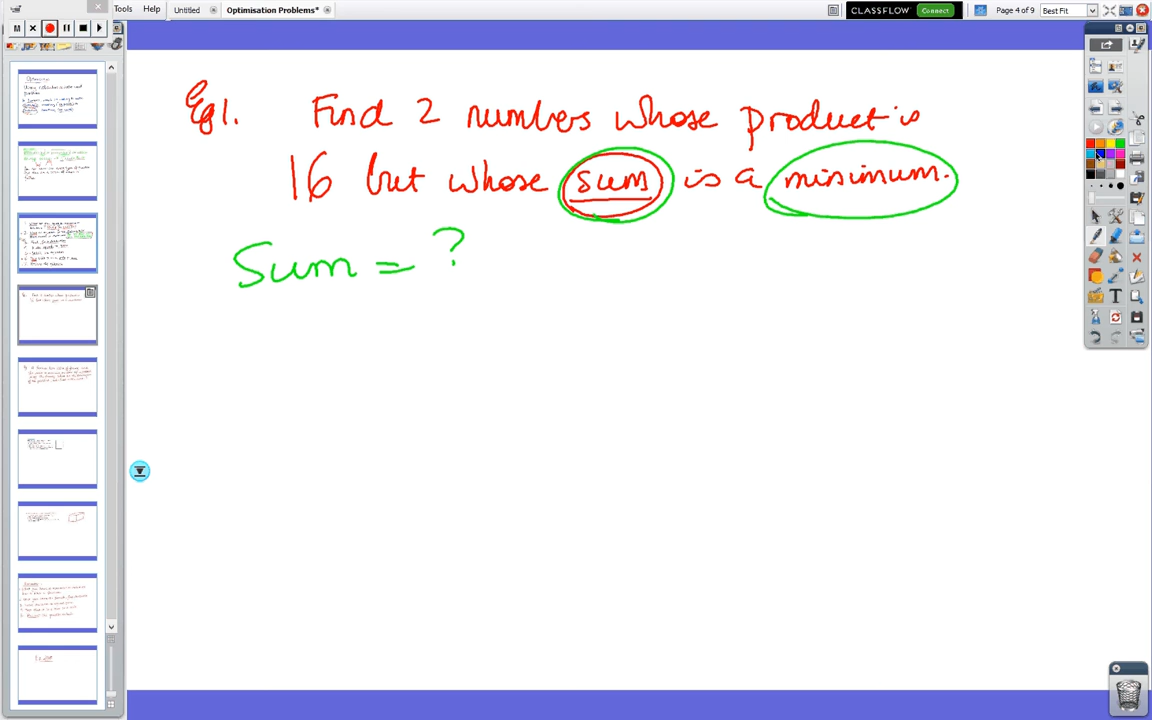 Tools Help Untitled Optimisation Problems* CLASSFLOW Connect Page 4 of 9 Best Fit
Eg1. Find 2 numbers whose product is
16 but whose sum is a minimum.
Sum = ?